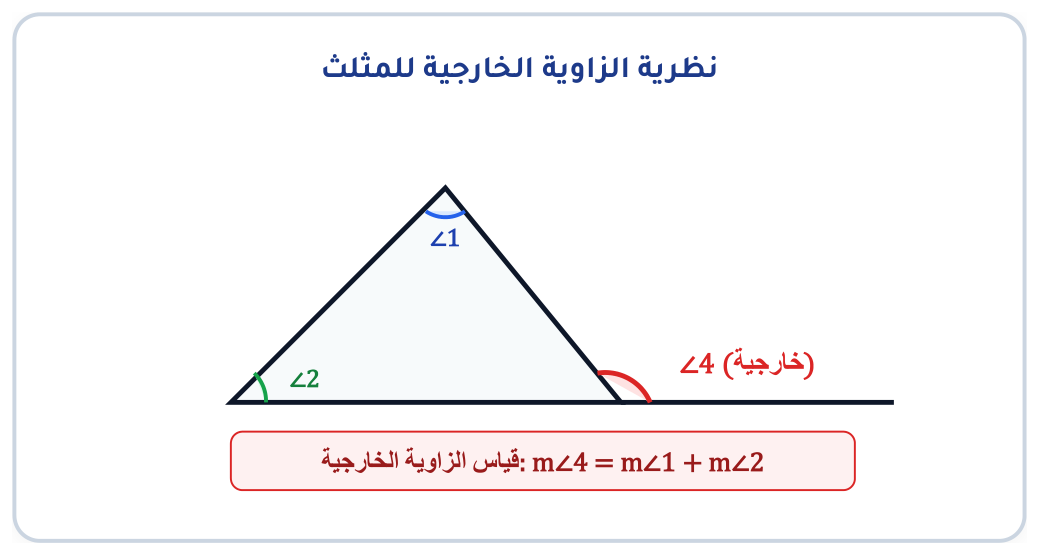 نظرية الزاوية الخارجية للمثلث
∠1
∠2
∠4 (خارجية)
قياس الزاوية الخارجية: m∠4 = m∠1 + m∠2